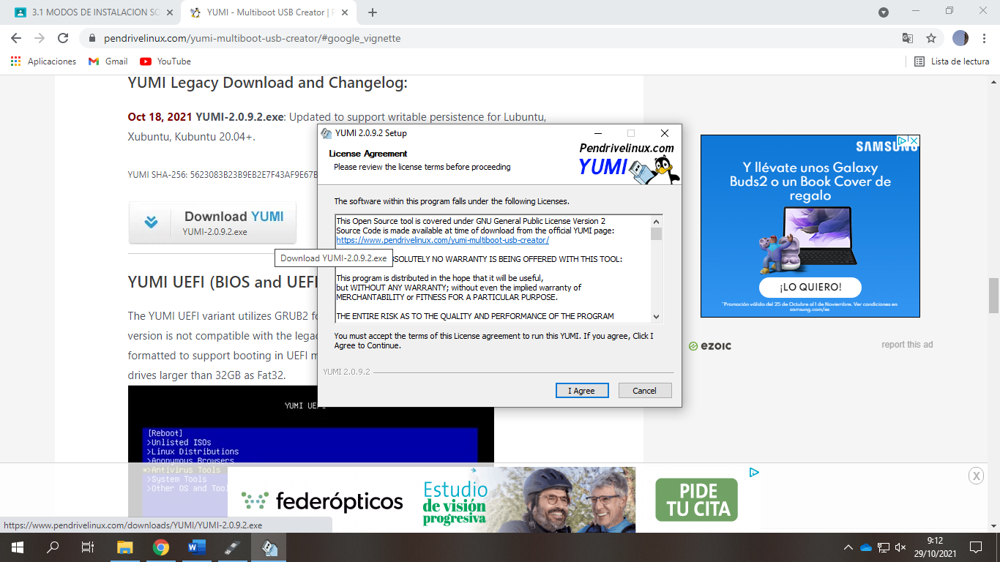 3.1 MODOS DE INSTALACION SO
YUMI - Multiboot USB Creator | P
pendrivelinux.com/yumi-multiboot-usb-creator/#google_vignette
Aplicaciones
Gmail
YouTube
Lista de lectura
YUMI Legacy Download and Changelog:
Oct 18, 2021 YUMI-2.0.9.2.exe: Updated to support writable persistence for Lubuntu,
Xubuntu, Kubuntu 20.04+.
YUMI SHA-256: 5623083B23B9EB2E7F43AF9E67B
Download YUMI
YUMI-2.0.9.2.exe
Download YUMI-2.0.9.2.exe
YUMI UEFI (BIOS and UEF
The YUMI UEFI variant utilizes GRUB2 fo
version is not compatible with the legac
formatted to support booting in UEFI m
drives larger than 32GB as Fat32.
YUMI UEFI
[Reboot]
>Unlisted ISOs
>Linux Distributions
>Anonymous Browsers
>Antivirus Tools
>System Tools
>Other OS and Tool
YUMI 2.0.9.2 Setup
License Agreement
Please review the license terms before proceeding
Pendrivelinux.com
YUMI
The software within this program falls under the following Licenses.
This Open Source tool is covered under GNU General Public License Version 2
Source Code is made available at time of download from the official YUMI page:
https://www.pendrivelinux.com/yumi-multiboot-usb-creator/
SOLUTELY NO WARRANTY IS BEING OFFERED WITH THIS TOOL:
This program is distributed in the hope that it will be useful,
but WITHOUT ANY WARRANTY; without even the implied warranty of
MERCHANTABILITY or FITNESS FOR A PARTICULAR PURPOSE.
THE ENTIRE RISK AS TO THE QUALITY AND PERFORMANCE OF THE PROGRAM
You must accept the terms of this License agreement to run this YUMI. If you agree, Click I
Agree to Continue.
YUMI 2.0.9.2
I Agree
Cancel
SAMSUNG
Y llévate unos Galaxy
Buds2 o un Book Cover de
regalo
¡LO QUIERO!
*Promoción válida del 25 de Octubre al 1 de Noviembre. Ver condiciones en
samsung.com/es
ezoic
report this ad
federópticos
Estudio
de visión
progresiva
PIDE
TU CITA
X
https://www.pendrivelinux.com/downloads/YUMI/YUMI-2.0.9.2.exe
9:12
29/10/2021